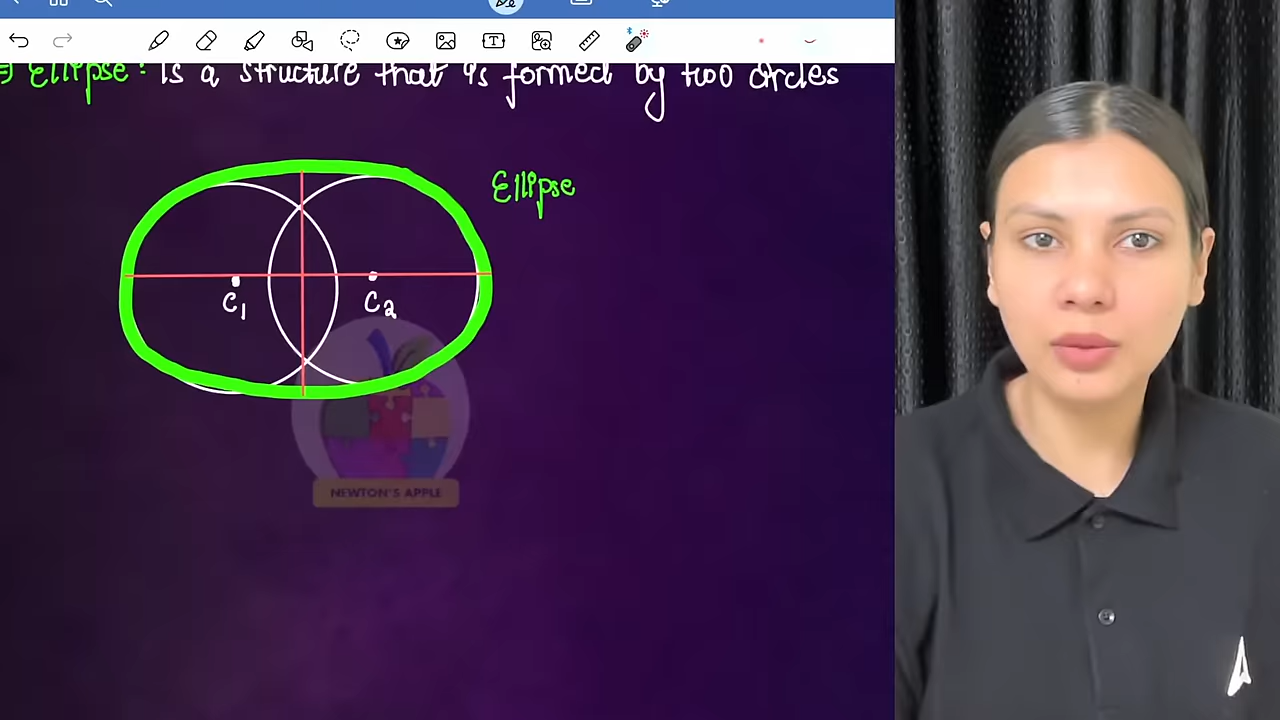 Ellipse : is a structure that is formed by two circles
Ellipse
C1
C2
NEWTON'S APPLE